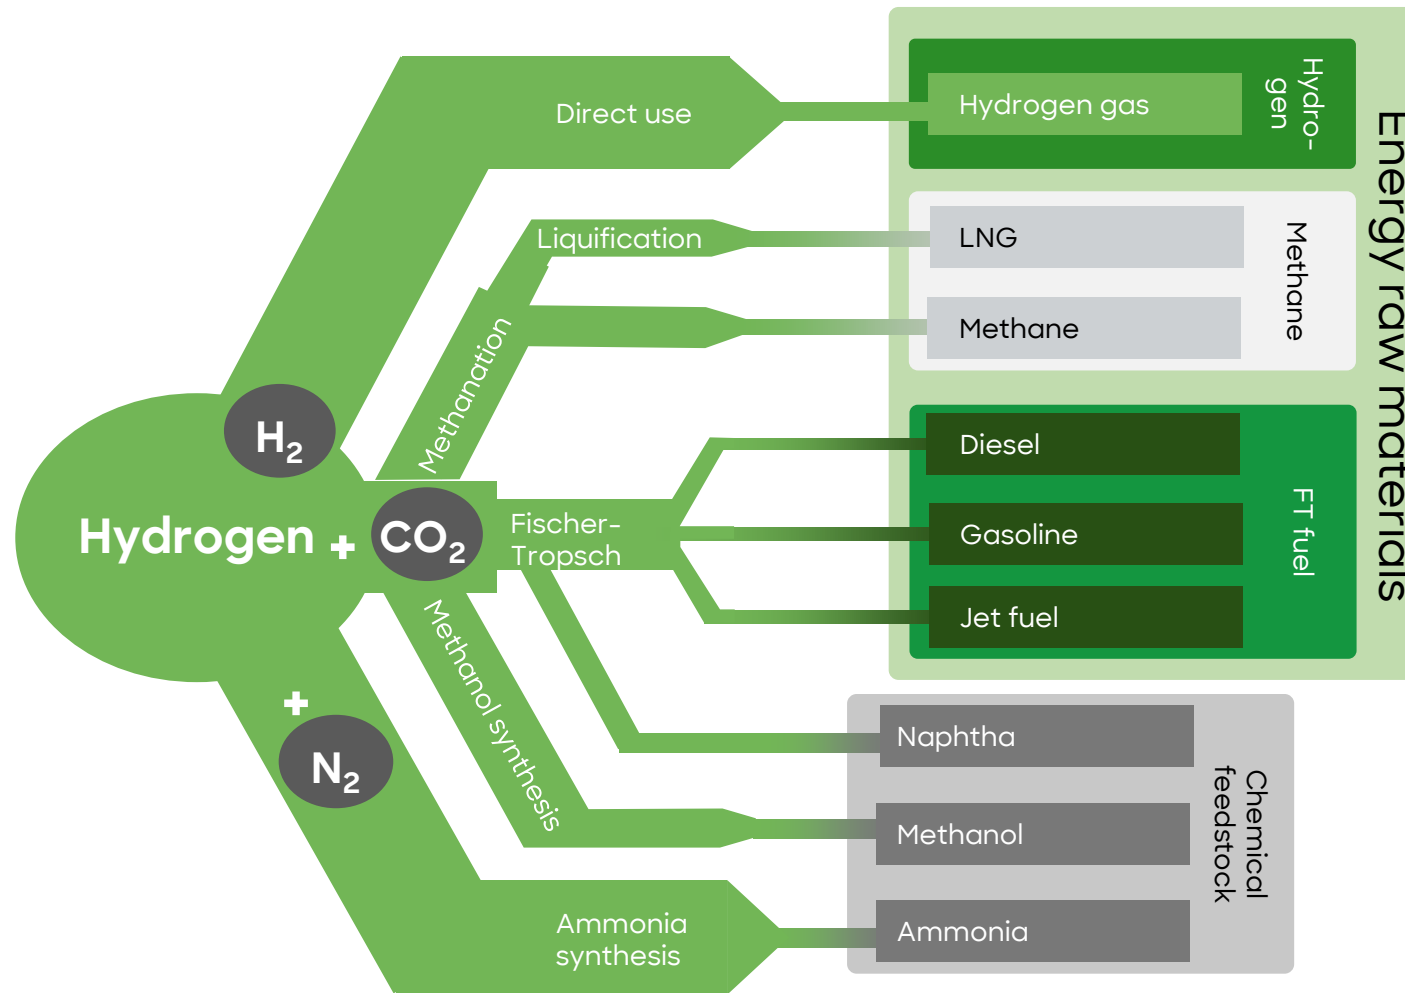 Direct use
Hydrogen gas
Hydro-
gen
Liquification
LNG
Methane
Methane
Methanation
Energy raw materials
H₂
Hydrogen
+
CO₂
Fischer-
Tropsch
Diesel
Gasoline
Jet fuel
FT fuel
+
N₂
Methanol synthesis
Naphtha
Methanol
Ammonia
Chemical
feedstock
Ammonia
synthesis